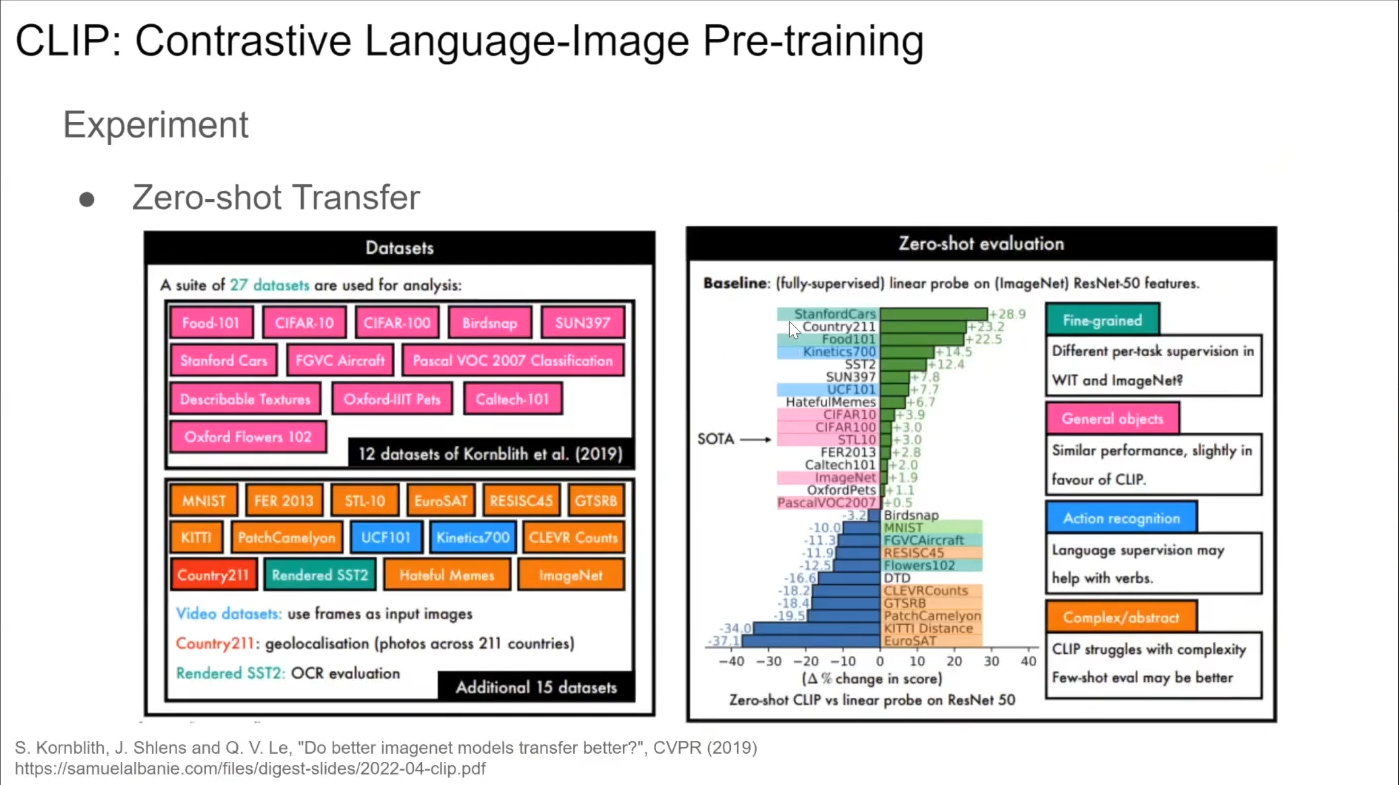 CLIP: Contrastive Language-Image Pre-training
Experiment
● Zero-shot Transfer
Datasets
A suite of 27 datasets are used for analysis:
Food-101 CIFAR-10 CIFAR-100 Birdsnap SUN397
Stanford Cars FGVC Aircraft Pascal VOC 2007 Classification
Describable Textures Oxford-IIIT Pets Caltech-101
Oxford Flowers 102
12 datasets of Kornblith et al. (2019)
MNIST FER 2013 STL-10 EuroSAT RESISC45 GTSRB
KITTI PatchCamelyon UCF101 Kinetics700 CLEVR Counts
Country211 Rendered SST2 Hateful Memes ImageNet
Video datasets: use frames as input images
Country211: geolocalisation (photos across 211 countries)
Rendered SST2: OCR evaluation
Additional 15 datasets
Zero-shot evaluation
Baseline: (fully-supervised) linear probe on (ImageNet) ResNet-50 features.
StanfordCars +28.9
Country211 +23.2
Food101 +22.5
Kinetics700 +14.5
SST2 +12.4
SUN397 +7.8
UCF101 +7.7
HatefulMemes +6.7
CIFAR10 +3.9
CIFAR100 +3.0
SOTA STL10 +3.0
FER2013 +2.8
Caltech101 +2.0
ImageNet +1.9
OxfordPets +1.1
PascalVOC2007 +0.5
-3.2 Birdsnap
-10.0 MNIST
-11.3 FGVCAircraft
-11.9 RESISC45
-12.5 Flowers102
-16.6 DTD
-18.2 CLEVRCounts
-18.4 GTSRB
-19.5 PatchCamelyon
-34.0 KITTI Distance
-37.1 EuroSAT
−40 −30 −20 −10 0 10 20 30 40
(Δ % change in score)
Zero-shot CLIP vs linear probe on ResNet 50
Fine-grained
Different per-task supervision in
WIT and ImageNet?
General objects
Similar performance, slightly in
favour of CLIP.
Action recognition
Language supervision may
help with verbs.
Complex/abstract
CLIP struggles with complexity
Few-shot eval may be better
S. Kornblith, J. Shlens and Q. V. Le, "Do better imagenet models transfer better?", CVPR (2019)
https://samuelalbanie.com/files/digest-slides/2022-04-clip.pdf